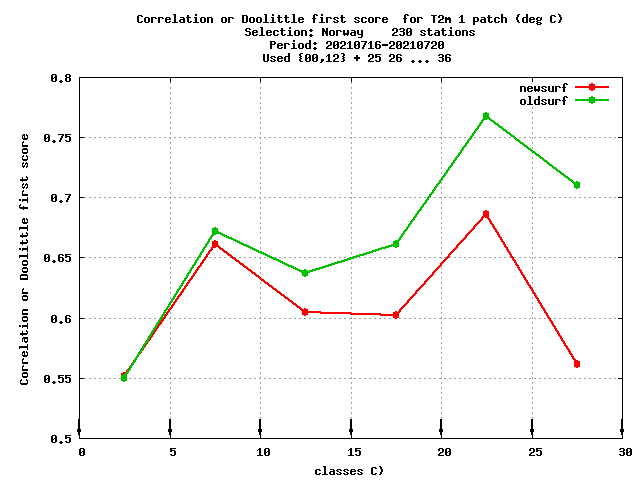 Correlation or Doolittle first score  for T2m 1 patch (deg C)
Selection: Norway    230 stations
Period: 20210716-20210720
Used {00,12} + 25 26 ... 36
newsurf
oldsurf
Correlation or Doolittle first score
0.8
0.75
0.7
0.65
0.6
0.55
0.5
0 5 10 15 20 25 30
classes C)